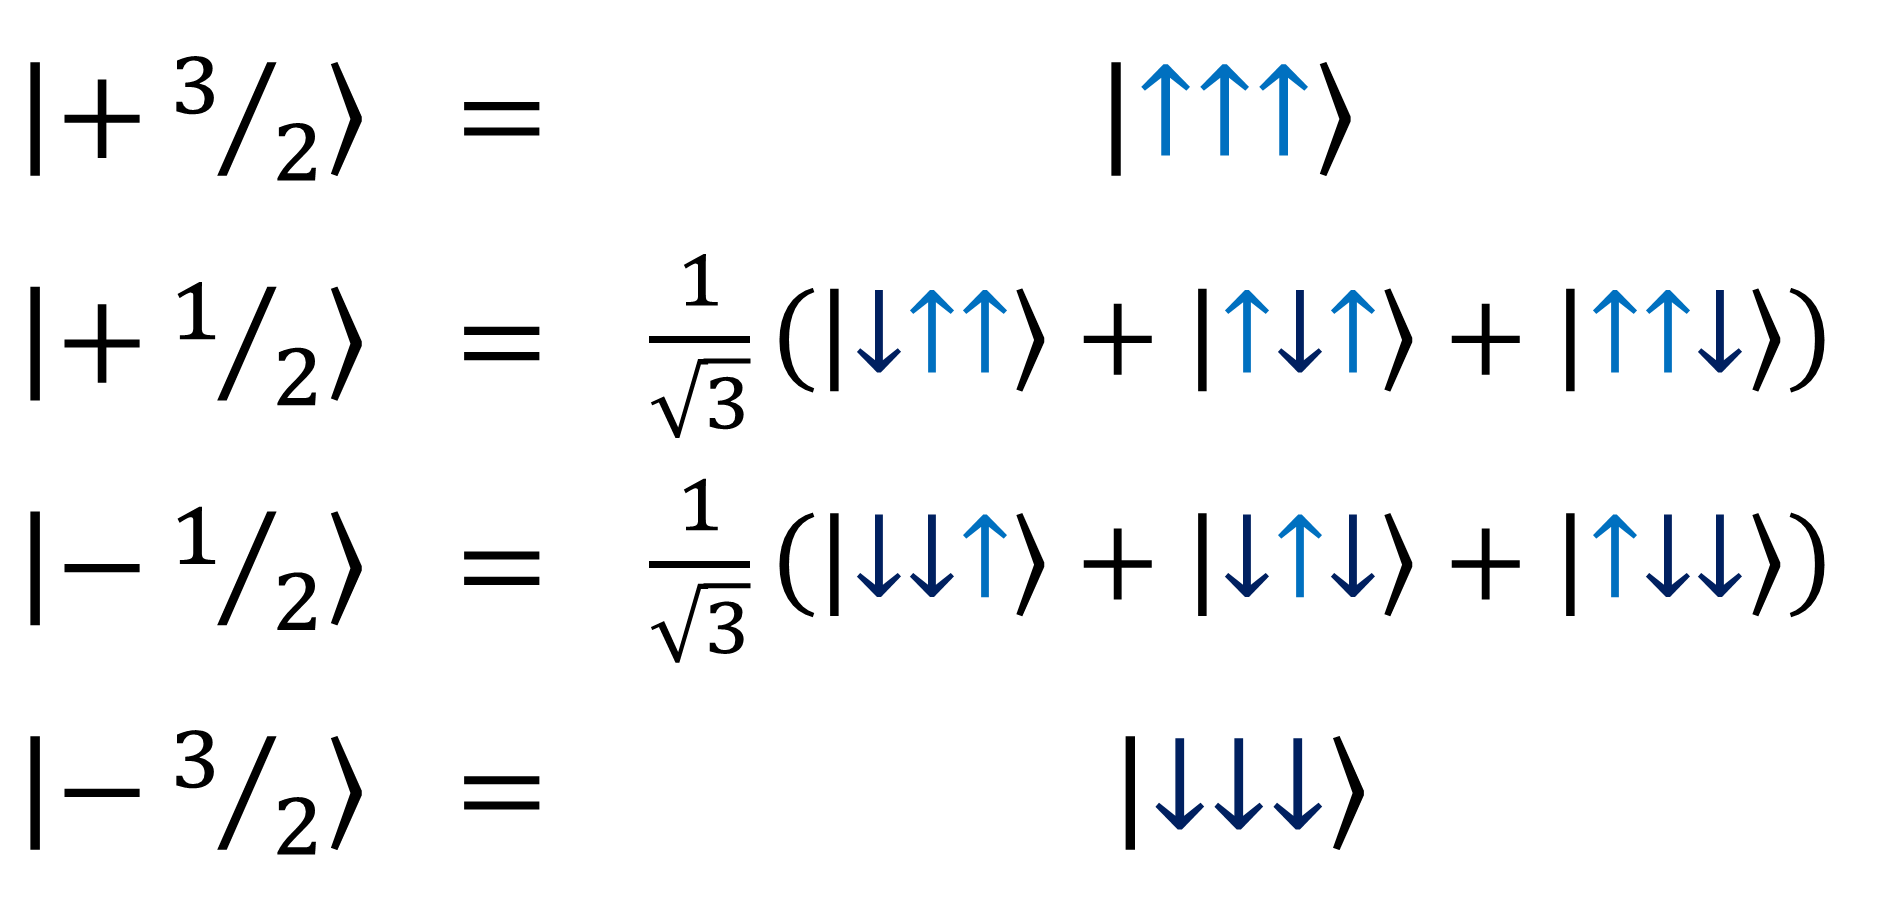 |+ 3/2⟩ = |↑↑↑⟩
|+ 1/2⟩ = 1/√3 (|↓↑↑⟩ + |↑↓↑⟩ + |↑↑↓⟩)
|− 1/2⟩ = 1/√3 (|↓↓↑⟩ + |↓↑↓⟩ + |↑↓↓⟩)
|− 3/2⟩ = |↓↓↓⟩